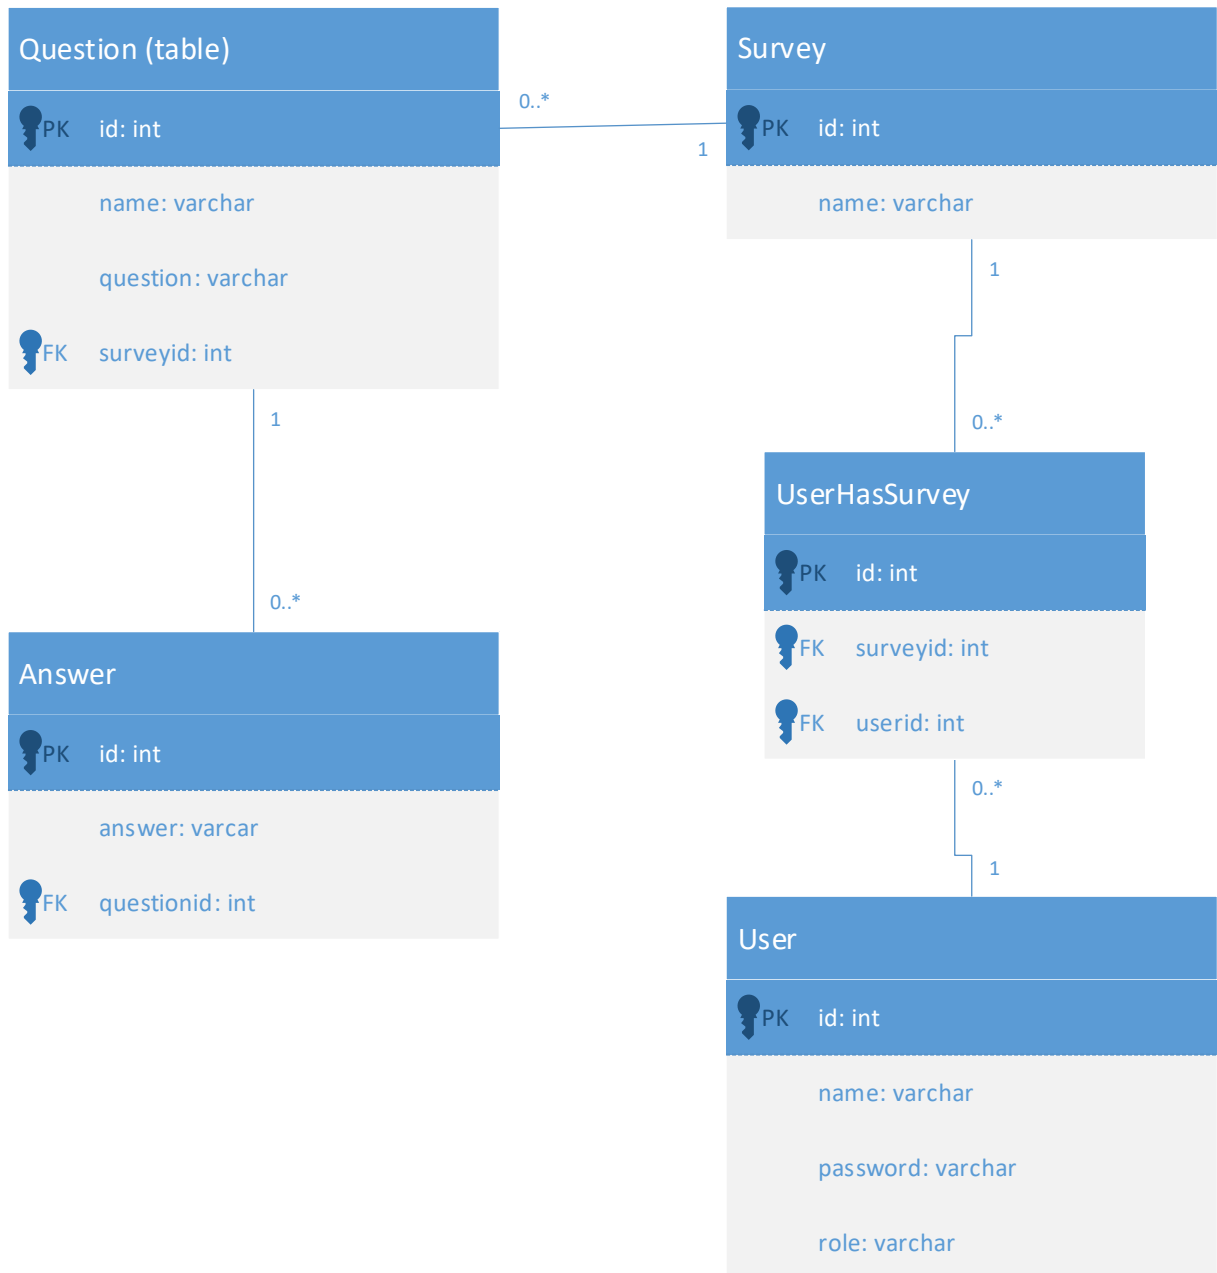 Question (table)
PK id: int
name: varchar
question: varchar
FK surveyid: int
0..*
1
Survey
PK id: int
name: varchar
1
0..*
1
0..*
UserHasSurvey
PK id: int
FK surveyid: int
FK userid: int
Answer
PK id: int
answer: varcar
FK questionid: int
0..*
1
User
PK id: int
name: varchar
password: varchar
role: varchar